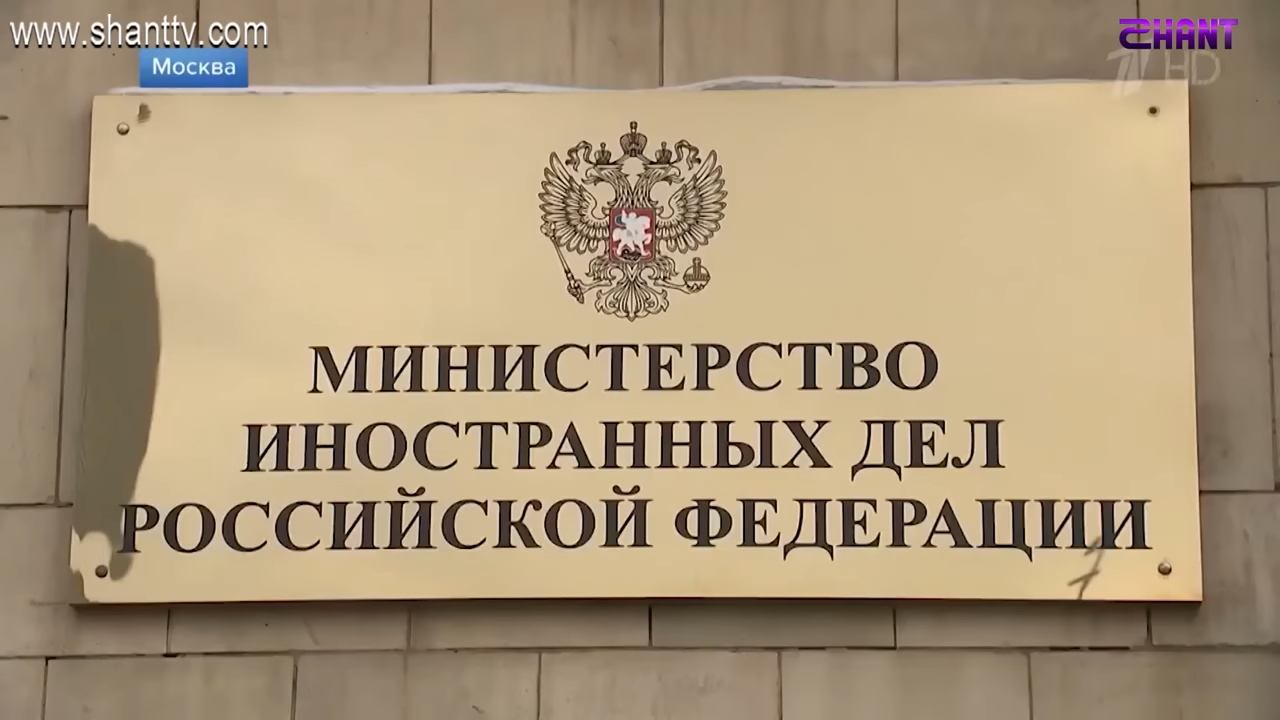 www.shanttv.com
SHANT
Москва
HD
МИНИСТЕРСТВО
ИНОСТРАННЫХ ДЕЛ
РОССИЙСКОЙ ФЕДЕРАЦИИ